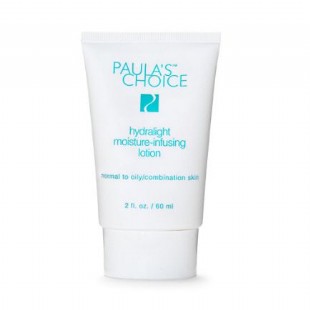 PAULA'S™
CHOICE
hydralight
moisture-infusing
lotion
normal to oily/combination skin
2 fl. oz. / 60 ml